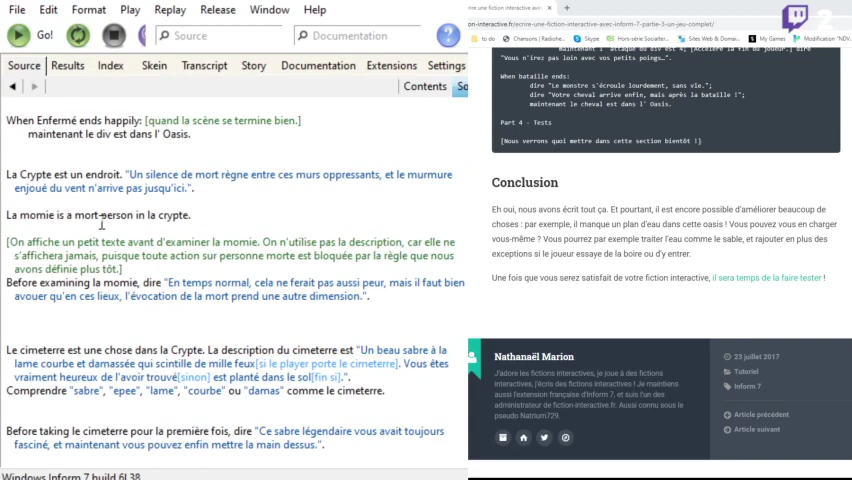 File Edit Format Play Replay Release Window Help
Go! Search Documentation ?
Source Results Index Skein Transcript Story Documentation Extensions Settings
Contents So
When Enfermé ends happily: [quand la scène se termine bien.]
maintenant le div est dans l' Oasis.
La Crypte est un endroit. "Un silence de mort règne entre ces murs oppressants, et le murmure
enjoué du vent n'arrive pas jusqu'ici.".
La momie is a mort-person in la crypte.
[On affiche un petit texte avant d'examiner la momie. On n'utilise pas la description, car elle ne
s'affichera jamais, puisque toute action sur personne morte est bloquée par la règle que nous
avons définie plus tôt.]
Before examining la momie, dire "En temps normal, cela ne ferait pas aussi peur, mais il faut bien
avouer qu'en ces lieux, l'évocation de la mort prend une autre dimension.".
Le cimeterre est une chose dans la Crypte. La description du cimeterre est "Un beau sabre à la
lame courbe et damassée qui scintille de mille feux[si le player porte le cimeterre]. Vous êtes
vraiment heureux de l'avoir trouvé[sinon] est planté dans le sol[fin si].".
Comprendre "sabre", "epee", "lame", "courbe" ou "damas" comme le cimeterre.
Before taking le cimeterre pour la première fois, dire "Ce sabre légendaire vous avait toujours
fasciné, et maintenant vous pouvez enfin mettre la main dessus.".
Windows Inform 7 build 6L38
ire une fiction interactive avec
on-interactive.fr/ecrire-une-fiction-interactive-avec-inform-7-partie-3-un-jeu-complet/
2
to do Chansons | Radiohe Skype Hors-série Socialiter Sites Web Dofus My Games Modification "NDV
maintenant l' attaque du div est 4; [Accélère la fin du joueur.] dire
"Vous n'irez pas loin avec vos petits poings…".
When bataille ends:
dire "Le monstre s'écroule lourdement, sans vie.";
dire "Votre cheval arrive enfin, mais après la bataille !";
maintenant le cheval est dans l' Oasis.
Part 4 - Tests
[Nous verrons quoi mettre dans cette section bientôt !]
Conclusion
Eh oui, nous avons écrit tout ça. Et pourtant, il est encore possible d'améliorer beaucoup de
choses : par exemple, il manque un plan d'eau dans cette oasis ! Vous pouvez vous en charger
vous-même ? Vous pourrez par exemple traiter l'eau comme le sable, et rajouter en plus des
exceptions si le joueur essaye de la boire ou d'y entrer.
Une fois que vous serez satisfait de votre fiction interactive, il sera temps de la faire tester !
Nathanaël Marion
J'adore les fictions interactives, je joue à des fictions
interactives, j'écris des fictions interactives ! Je maintiens
aussi l'extension française d'Inform 7, et suis l'un des
administrateur de fiction-interactive.fr. Aussi connu sous le
pseudo Natrium729.
23 juillet 2017
Tutoriel
Inform 7
Article précédent
Article suivant